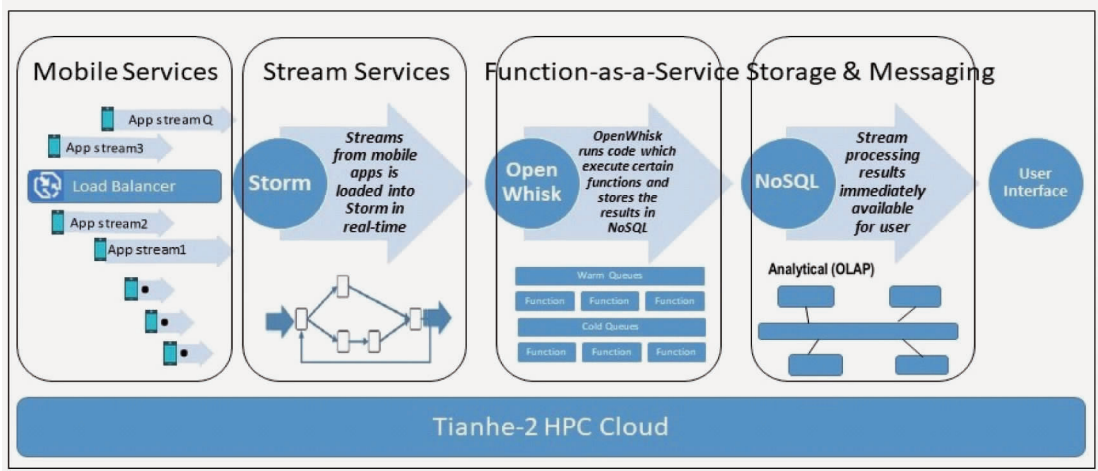 Mobile Services
App stream Q
App stream3
Load Balancer
App stream2
App stream1
Stream Services
Storm
Streams
from mobile
apps is
loaded into
Storm in
real-time
Function-as-a-Service
Open
Whisk
OpenWhisk
runs code which
execute certain
functions and
stores the
results in
NoSQL
Warm Queues
Function Function Function
Cold Queues
Function Function Function
Storage & Messaging
NoSQL
Stream
processing
results
immediately
available
for user
Analytical (OLAP)
User
Interface
Tianhe-2 HPC Cloud